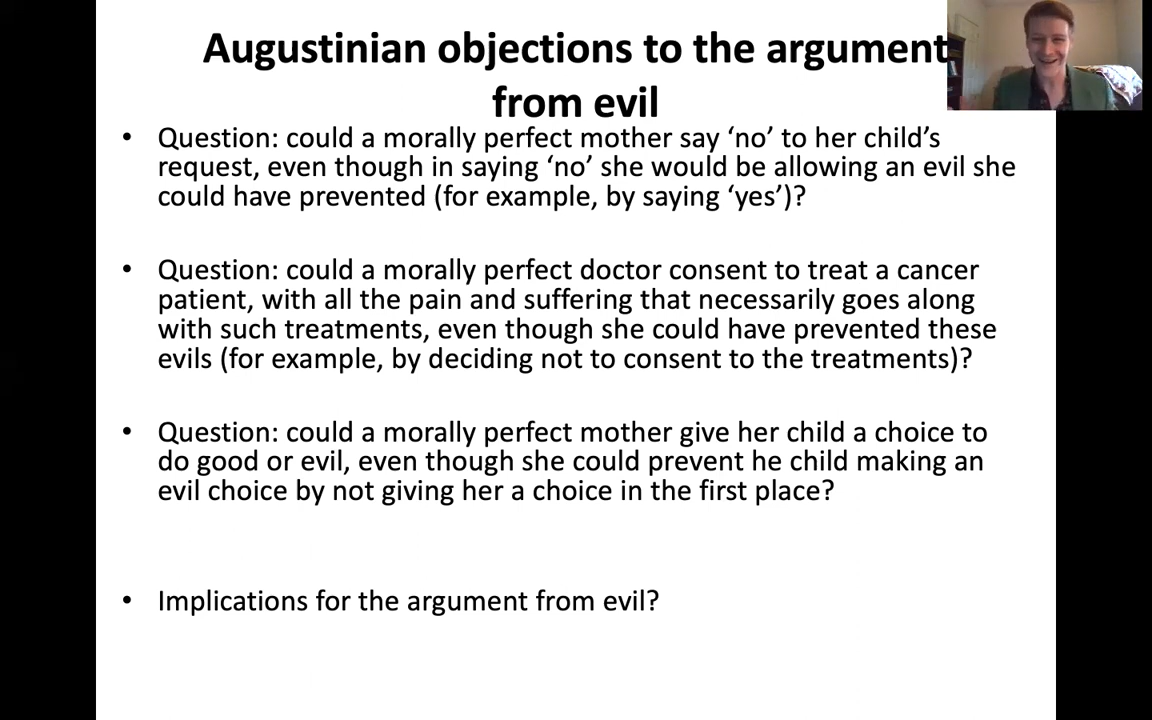 Augustinian objections to the argument
from evil
• Question: could a morally perfect mother say ‘no’ to her child’s
request, even though in saying ‘no’ she would be allowing an evil she
could have prevented (for example, by saying ‘yes’)?
• Question: could a morally perfect doctor consent to treat a cancer
patient, with all the pain and suffering that necessarily goes along
with such treatments, even though she could have prevented these
evils (for example, by deciding not to consent to the treatments)?
• Question: could a morally perfect mother give her child a choice to
do good or evil, even though she could prevent he child making an
evil choice by not giving her a choice in the first place?
• Implications for the argument from evil?